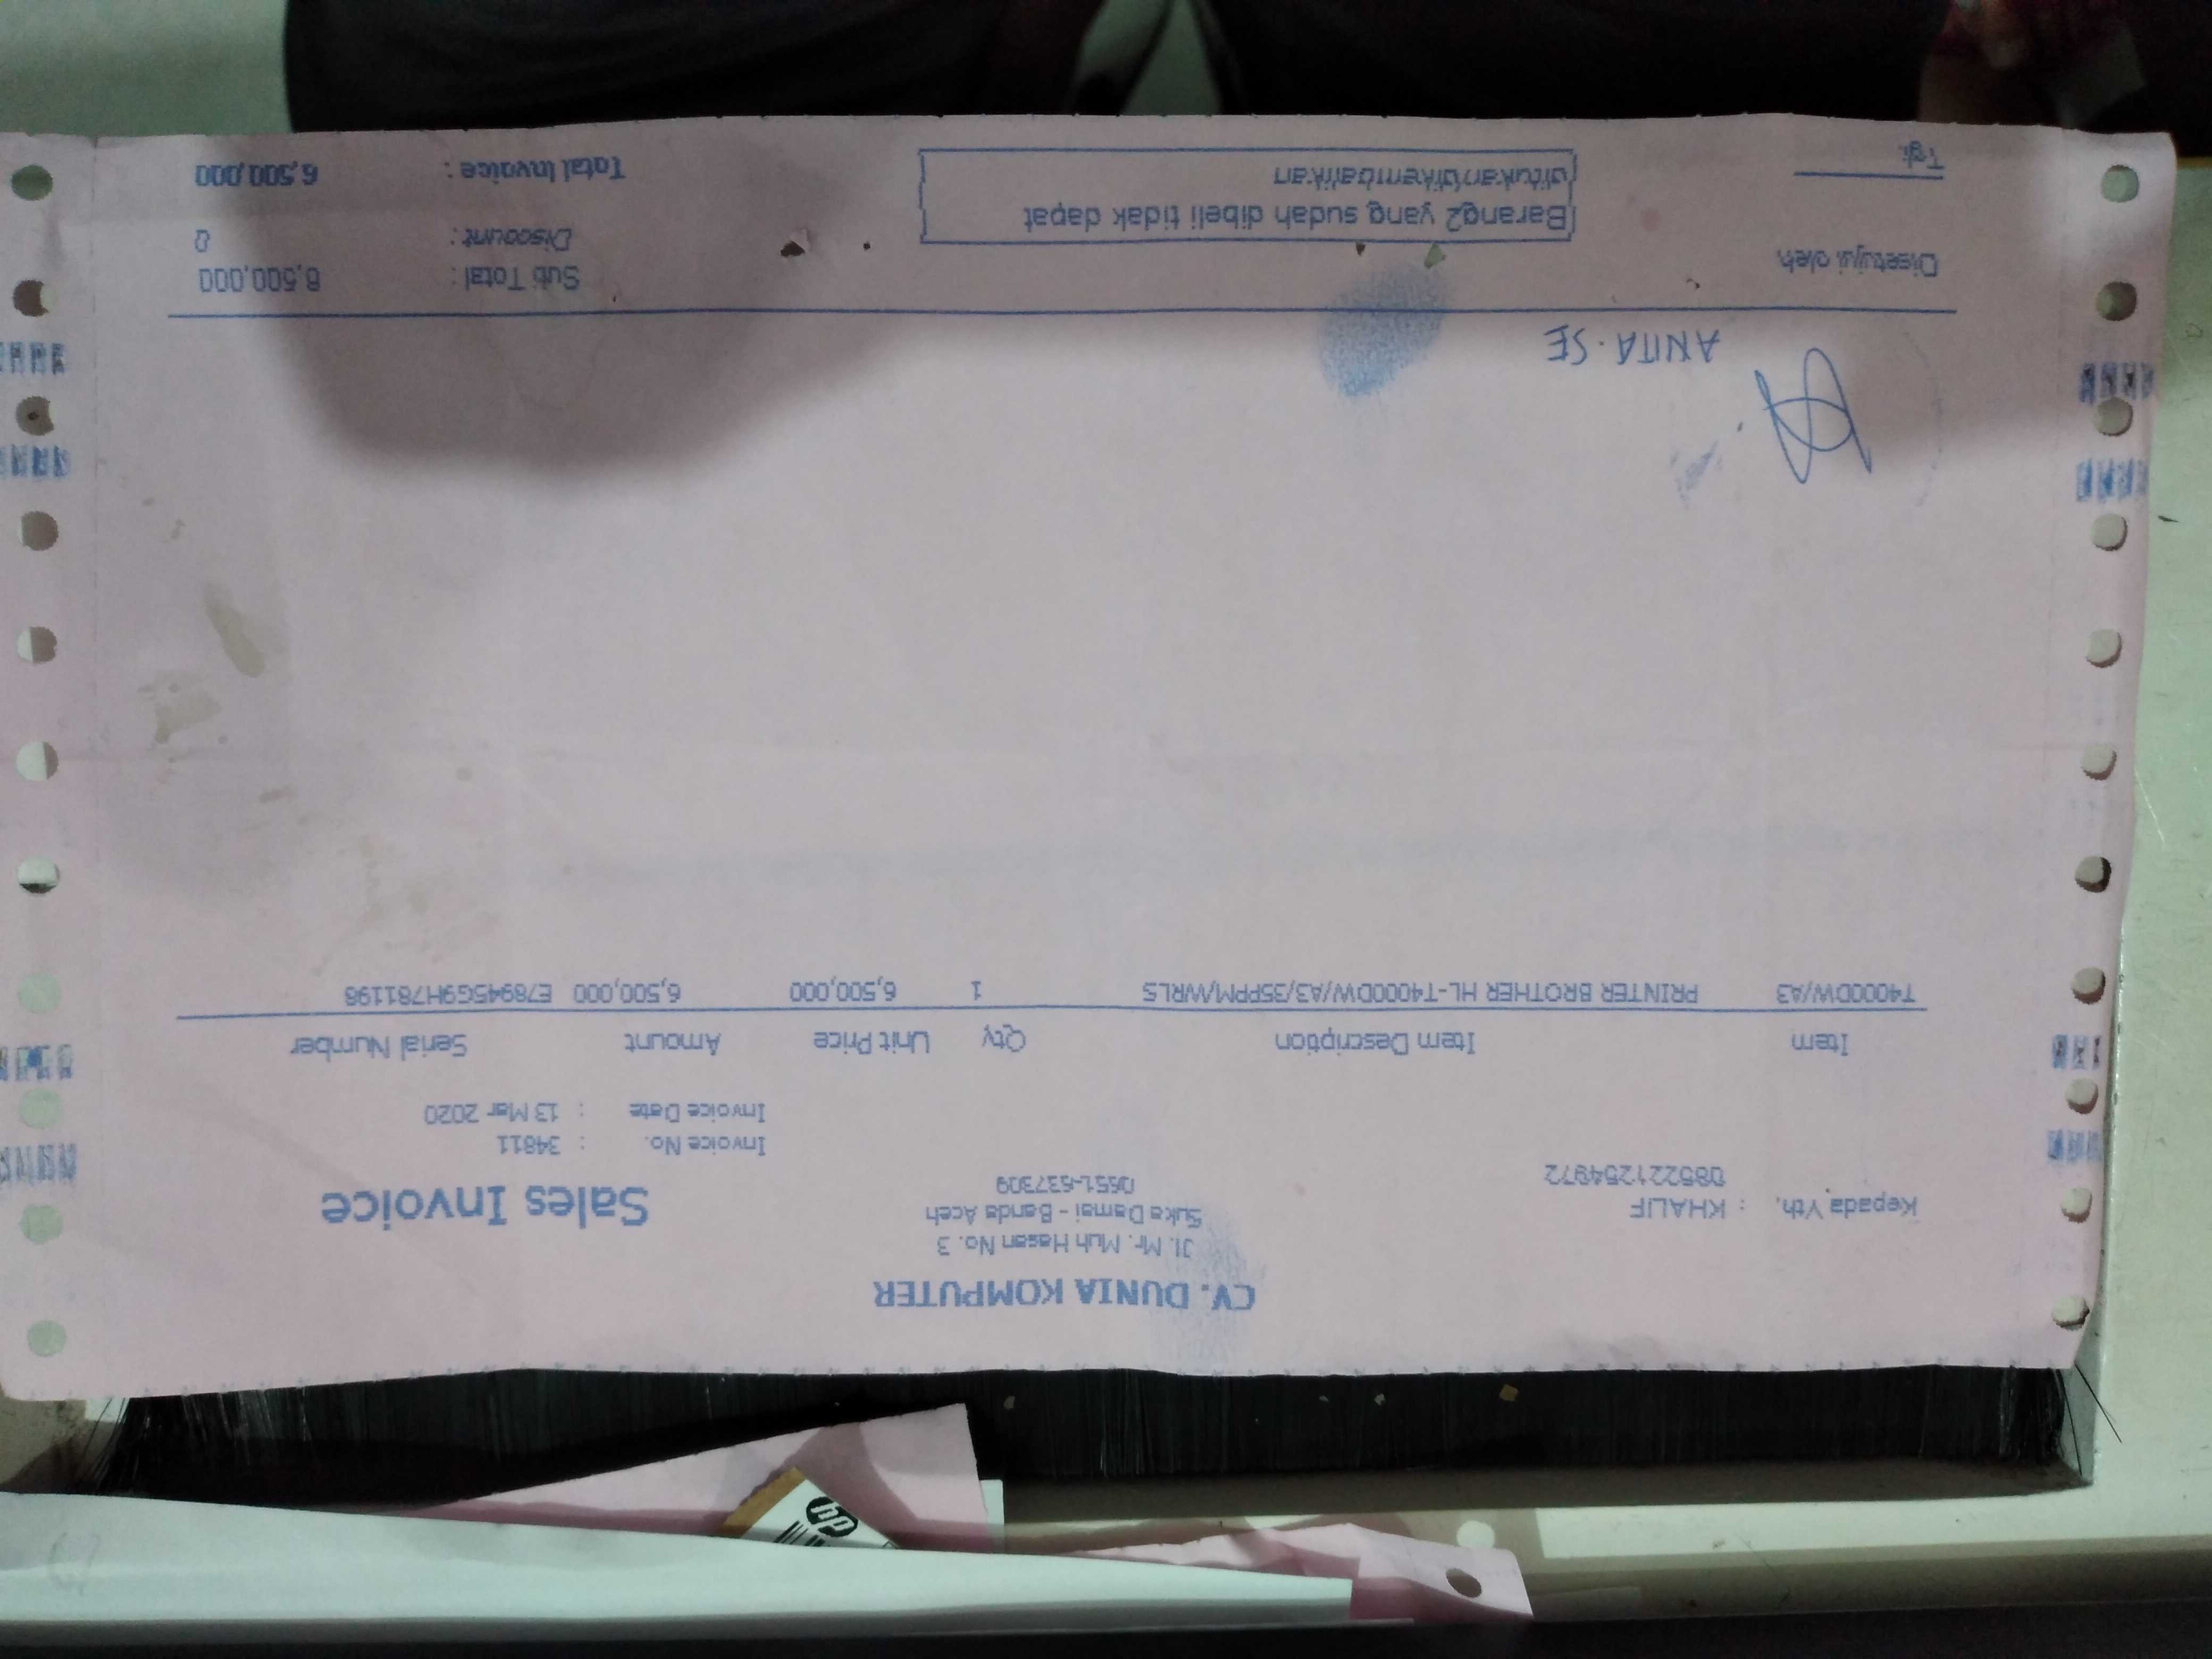 CV. DUNIA KOMPUTER
Jl. Mr. Muh Hasan No. 3
Suka Damai - Banda Aceh
0651-637309
Kepada Yth, : KHALIF
085221254972
Sales Invoice
Invoice No. : 34811
Invoice Date : 13 Mar 2020
Item Item Description Qty Unit Price Amount Serial Number
T4000DW/A3 PRINTER BROTHER HL-T4000DW/A3/35PPM/WRLS 1 6,500,000 6,500,000 E78945G9H781198
ANITA. SE
Disetujui oleh
Tgl:
Barang2 yang sudah dibeli tidak dapat
ditukar/dikembalikan
Sub Total : 6,500,000
Discount : 0
Total Invoice : 6,500,000
hp